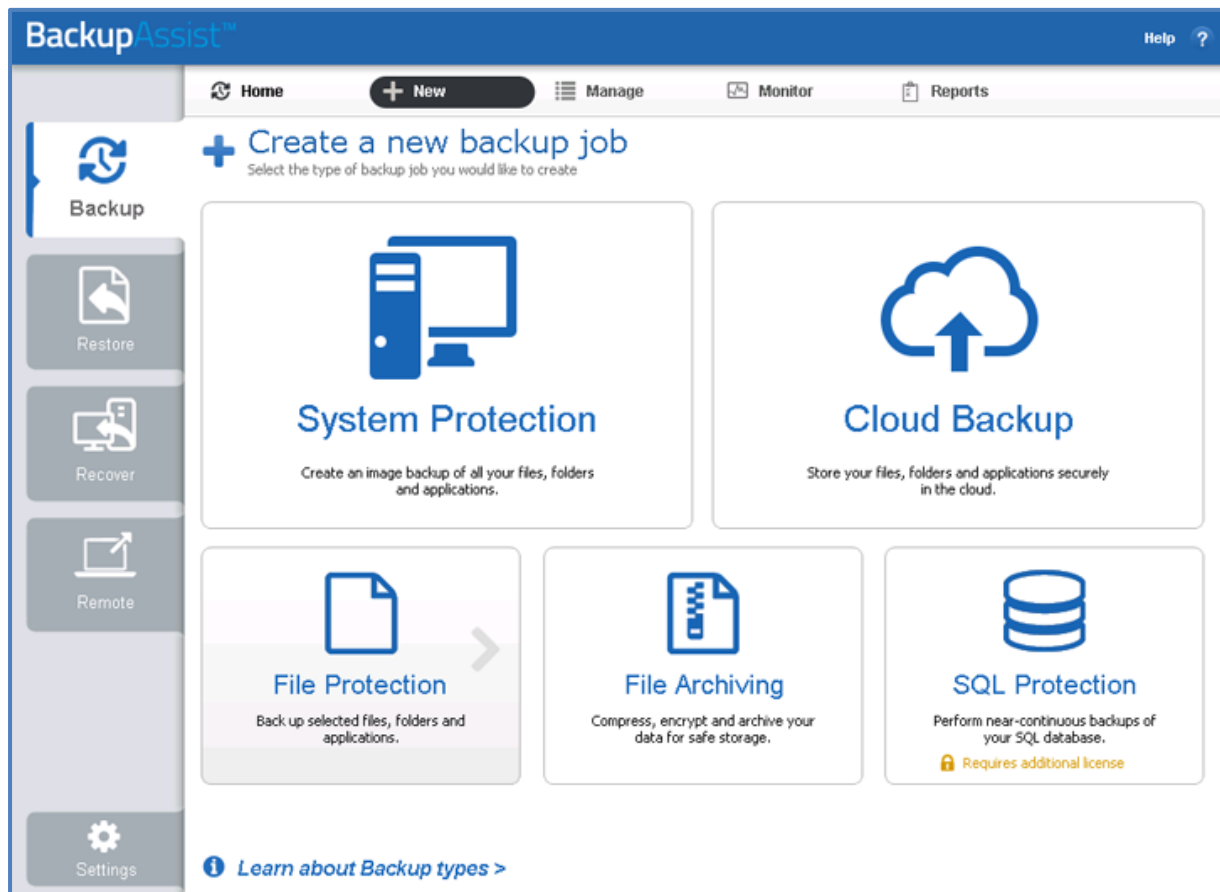 BackupAssist™
Help ?
Home New Manage Monitor Reports
Create a new backup job
Select the type of backup job you would like to create
Backup
Restore
Recover
Remote
Settings
System Protection
Create an image backup of all your files, folders
and applications.
Cloud Backup
Store your files, folders and applications securely
in the cloud.
File Protection
Back up selected files, folders and
applications.
File Archiving
Compress, encrypt and archive your
data for safe storage.
SQL Protection
Perform near-continuous backups of
your SQL database.
Requires additional license
Learn about Backup types >